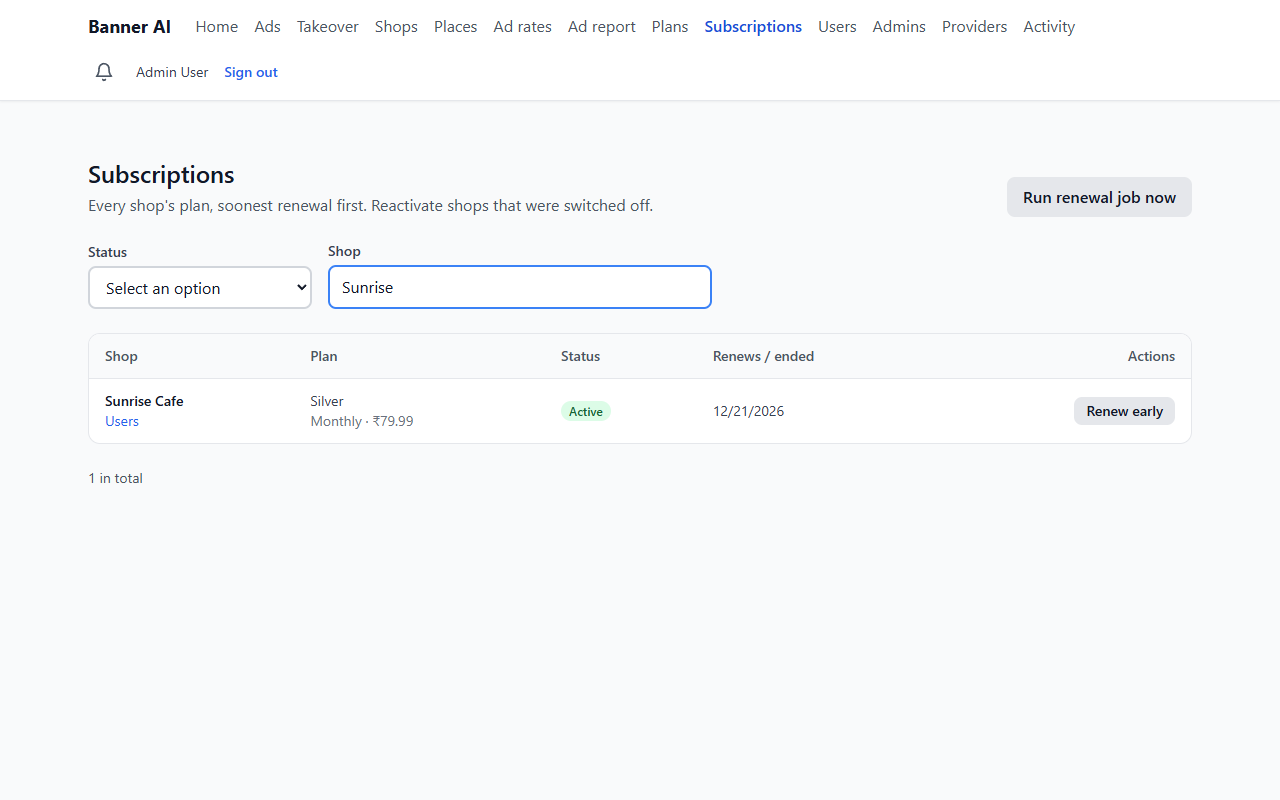 Banner AI Home Ads Takeover Shops Places Ad rates Ad report Plans Subscriptions Users Admins Providers Activity
Admin User Sign out
Subscriptions
Every shop's plan, soonest renewal first. Reactivate shops that were switched off.
Run renewal job now
Status Shop
Select an option Sunrise
Shop Plan Status Renews / ended Actions
Sunrise Cafe Silver
Active 12/21/2026 Renew early
Users Monthly · ₹79.99
1 in total